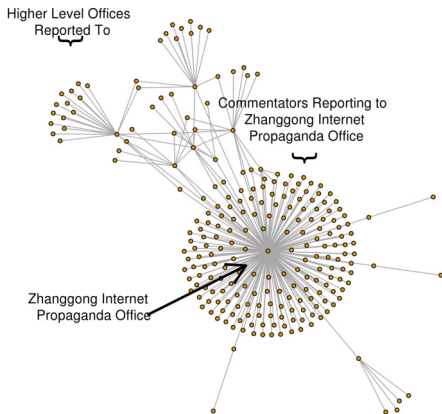 Higher Level Offices
Reported To
Commentators Reporting to
Zhanggong Internet
Propaganda Office
Zhanggong Internet
Propaganda Office